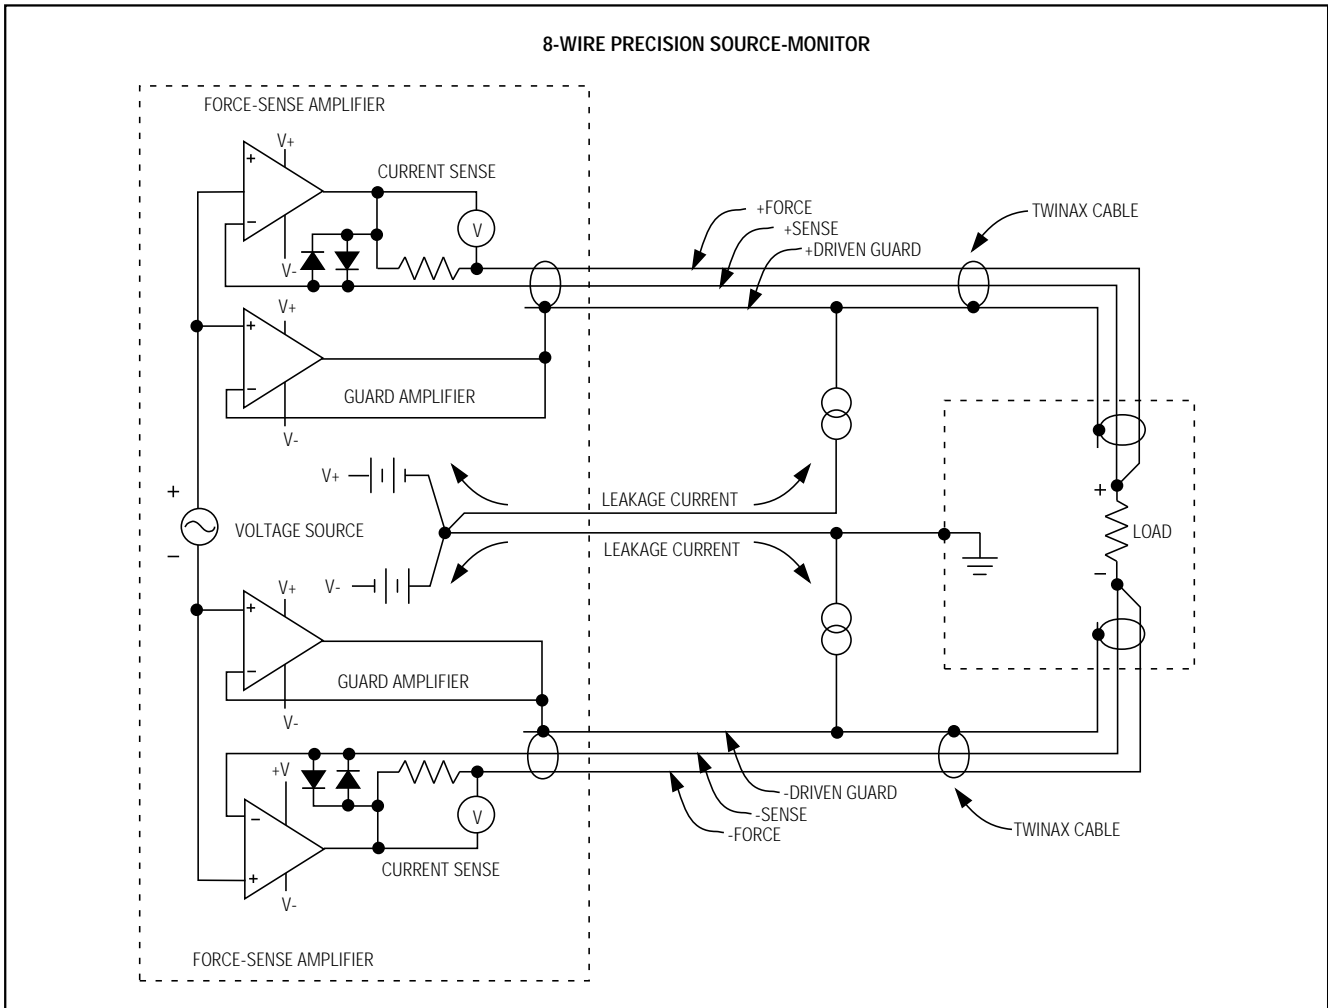 8-WIRE PRECISION SOURCE-MONITOR
FORCE-SENSE AMPLIFIER
V+
+
CURRENT SENSE
−
V
V-
+FORCE
+SENSE
+DRIVEN GUARD
TWINAX CABLE
V+
+
−
GUARD AMPLIFIER
V-
V+
LEAKAGE CURRENT
+
VOLTAGE SOURCE
−
LEAKAGE CURRENT
V-
+
LOAD
−
V+
+
−
GUARD AMPLIFIER
V-
+V
−
V
+
CURRENT SENSE
V-
-DRIVEN GUARD
-SENSE
-FORCE
TWINAX CABLE
FORCE-SENSE AMPLIFIER